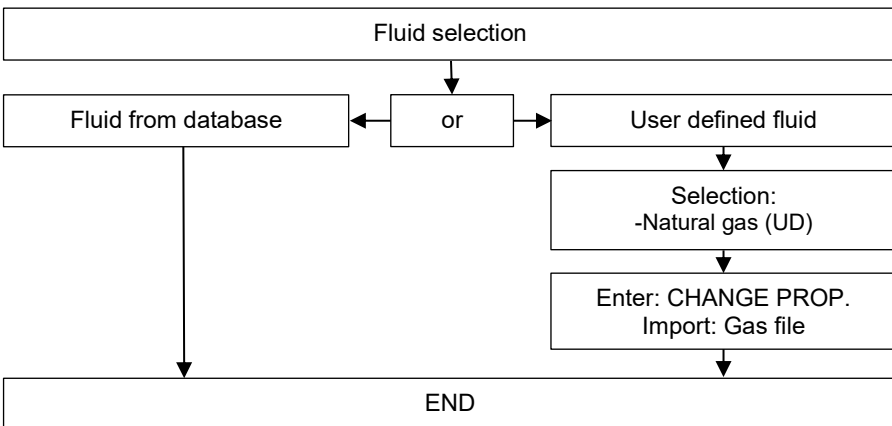 Fluid selection
Fluid from database
or
User defined fluid
Selection:
-Natural gas (UD)
Enter: CHANGE PROP.
Import: Gas file
END